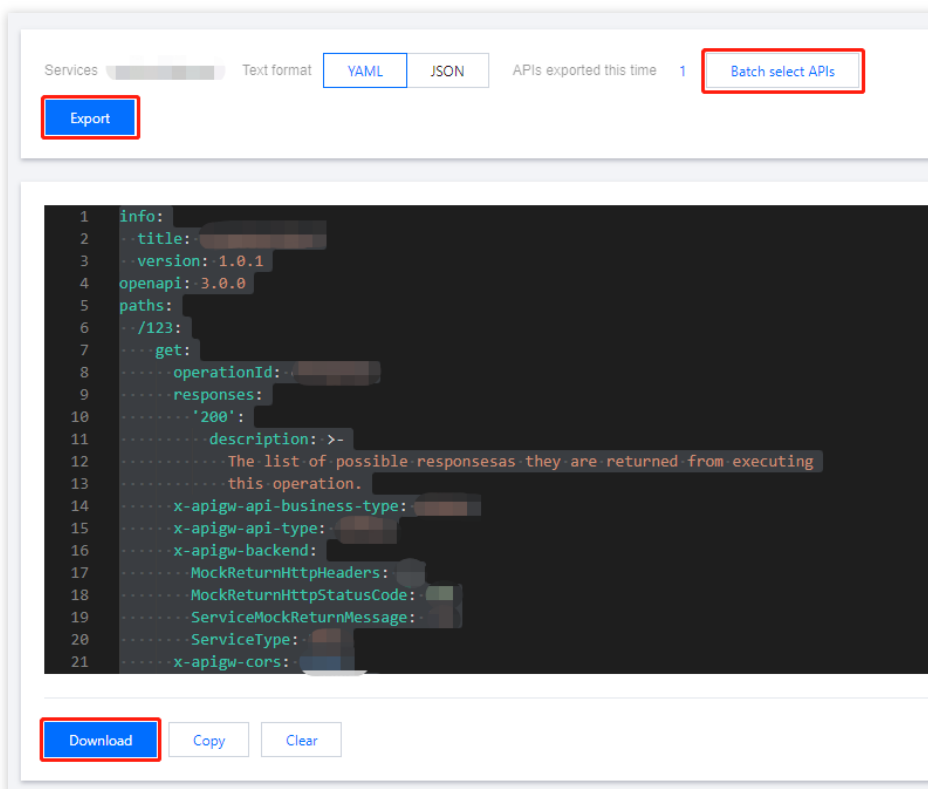 Services Text format YAML JSON APIs exported this time 1 Batch select APIs
Export
1 info:
2 title:
3 version: 1.0.1
4 openapi: 3.0.0
5 paths:
6 /123:
7 get:
8 operationId:
9 responses:
10 '200':
11 description: >-
12 The list of possible responsesas they are returned from executing
13 this operation.
14 x-apigw-api-business-type:
15 x-apigw-api-type:
16 x-apigw-backend:
17 MockReturnHttpHeaders:
18 MockReturnHttpStatusCode:
19 ServiceMockReturnMessage:
20 ServiceType:
21 x-apigw-cors:
Download Copy Clear